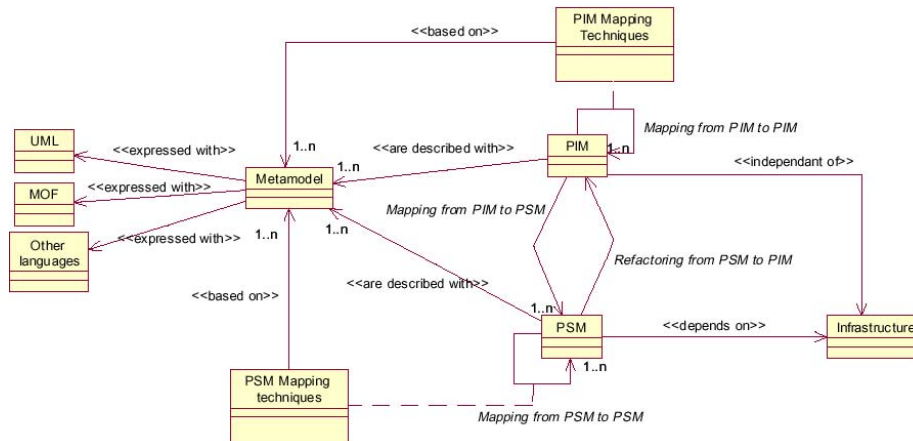 PIM Mapping
Techniques
<<based on>>
Mapping from PIM to PIM
UML
<<expressed with>>
1..n
1..n
<<are described with>>
PIM
1..n
<<independant of>>
Metamodel
MOF
<<expressed with>>
Mapping from PIM to PSM
Other
languages
<<expressed with>>
1..n
1..n
Refactoring from PSM to PIM
<<are described with>>
<<based on>>
1..n
PSM
<<depends on>>
Infrastructure
1..n
PSM Mapping
techniques
Mapping from PSM to PSM